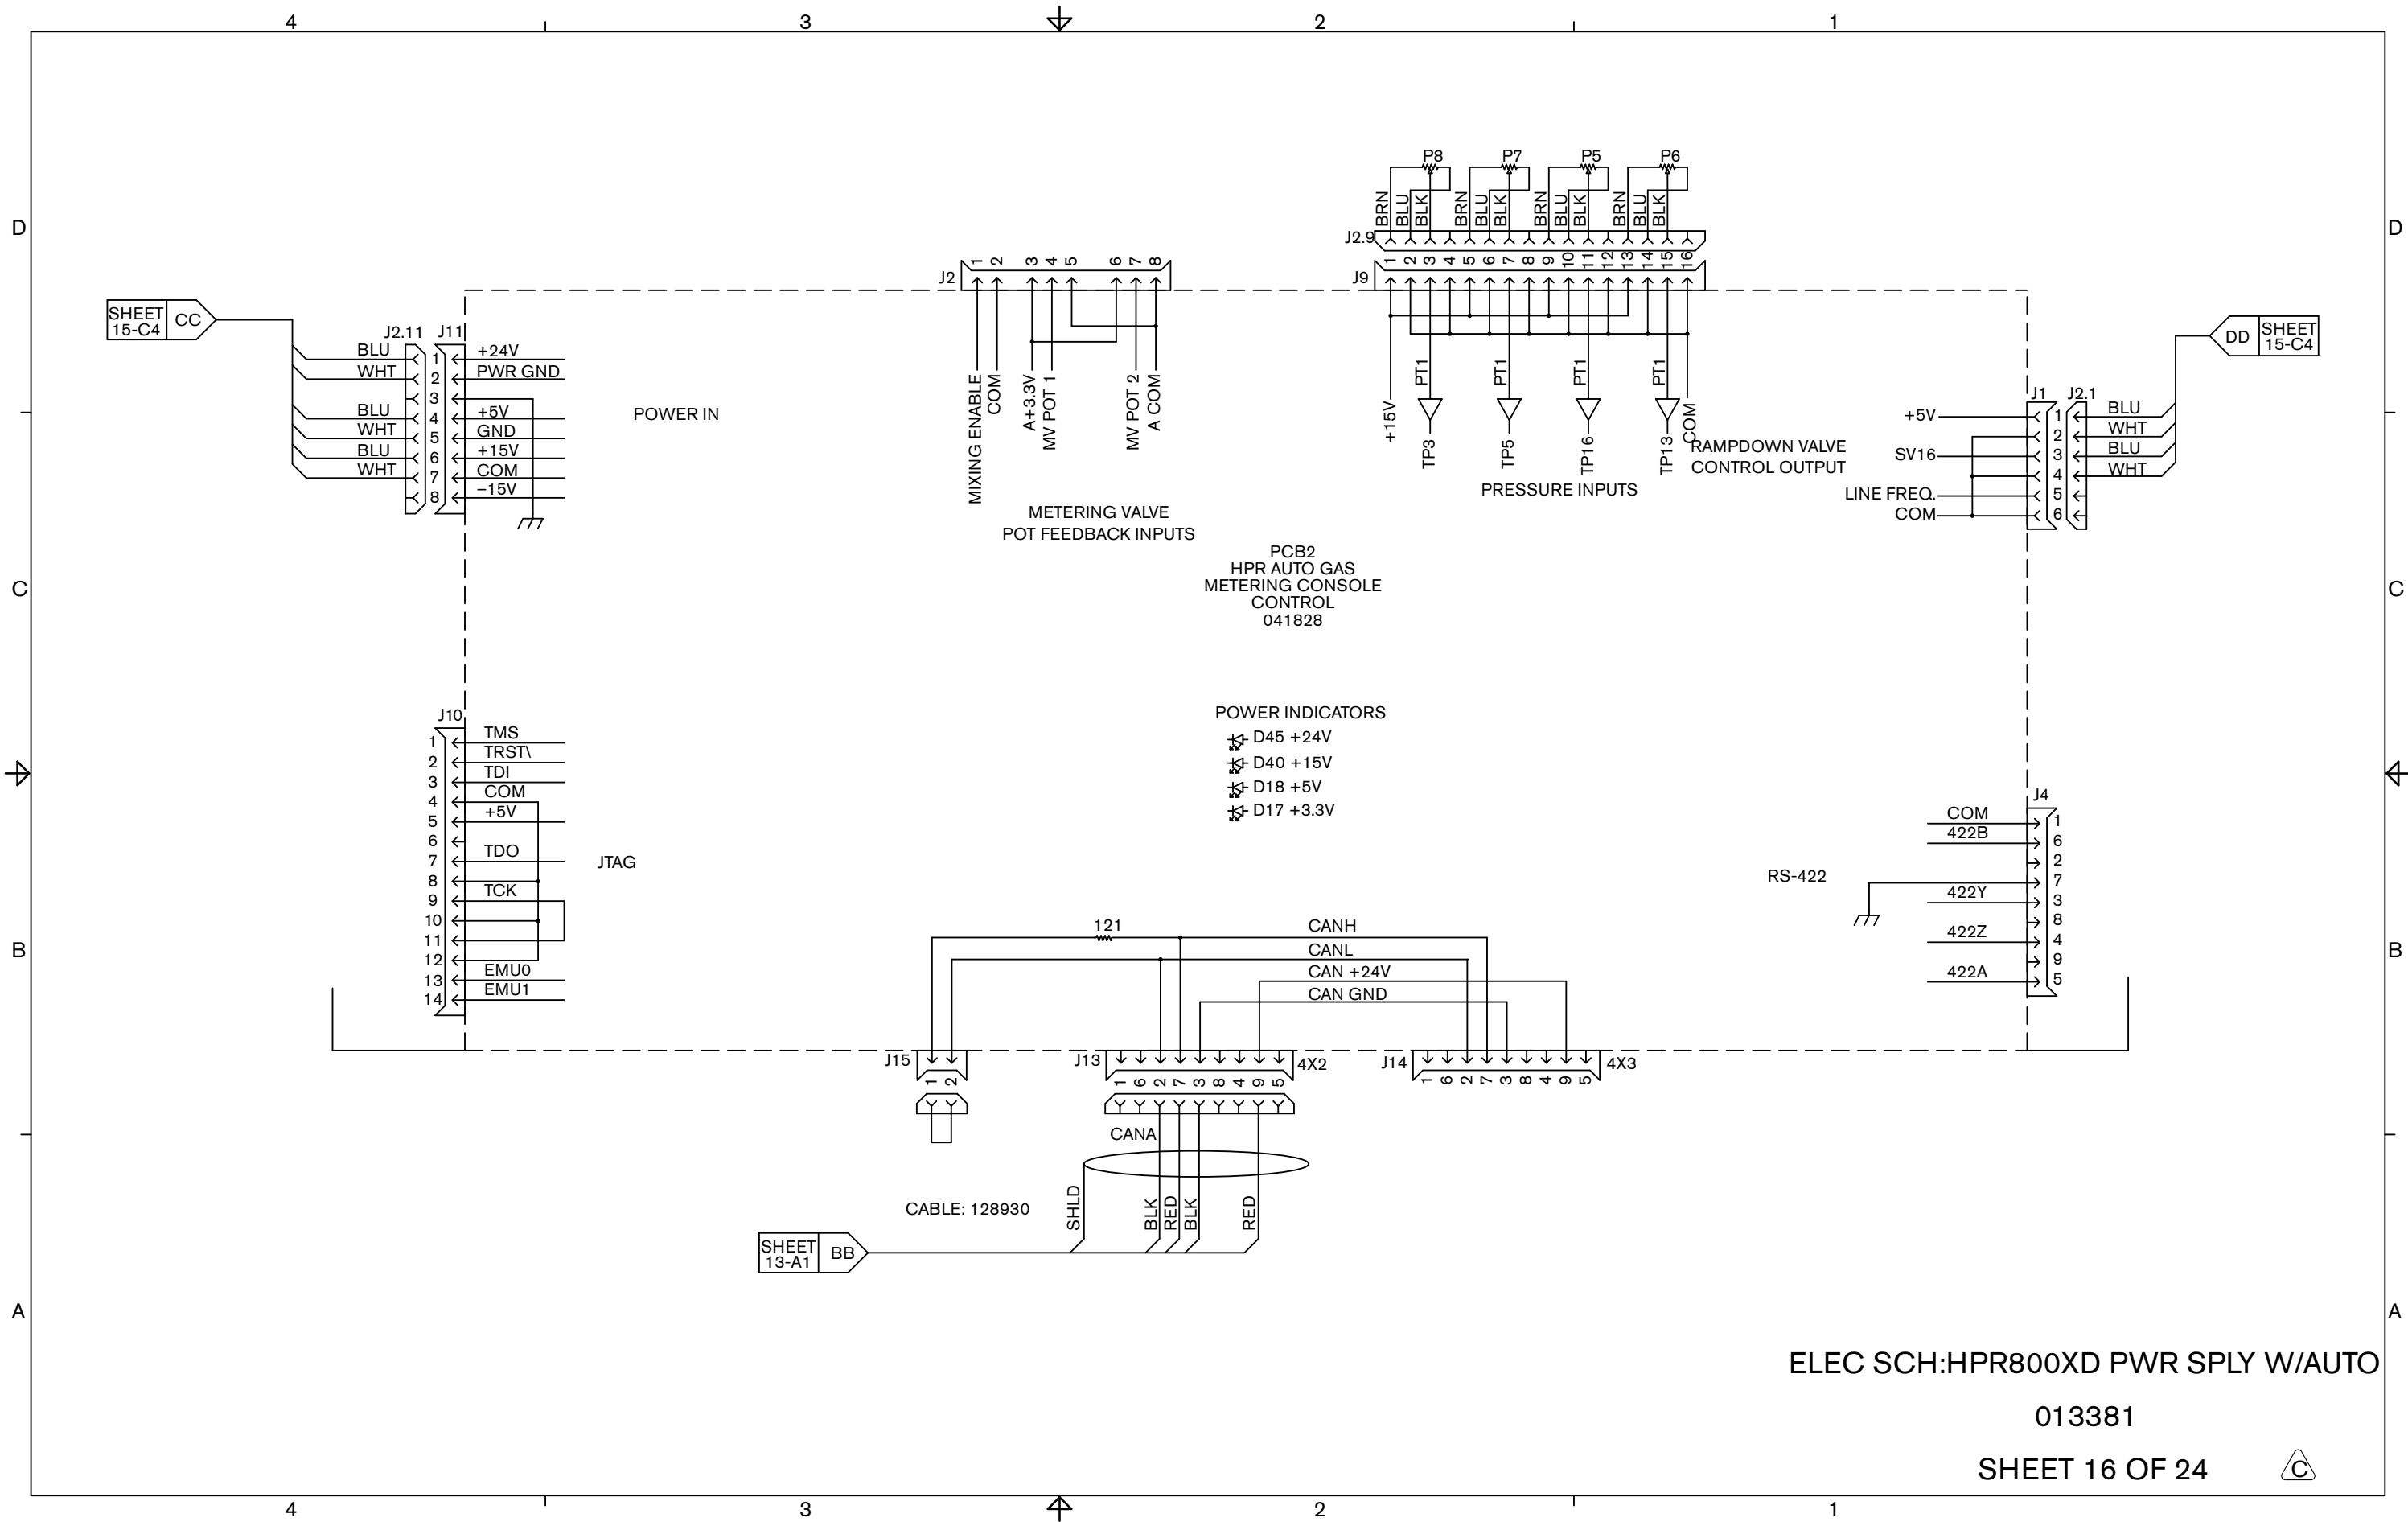 4 3 2 1
P8 P7 P5 P6
BRN BLU BLK BRN BLU BLK BRN BLU BLK BRN BLU BLK
D D
J2.9
J2 1 2 3 4 5 6 7 8
J9 1 2 3 4 5 6 7 8 9 10 11 12 13 14 15 16
SHEET
15-C4
CC
J2.11 J11
BLU 1 +24V
WHT 2 PWR GND
3
BLU 4 +5V
WHT 5 GND
BLU 6 +15V
WHT 7 COM
8 –15V
POWER IN
MIXING ENABLE
COM
A+3.3V
MV POT 1
MV POT 2
A COM
METERING VALVE
POT FEEDBACK INPUTS
+15V
PT1 PT1 PT1 PT1
TP3 TP5 TP16 TP13
COM
PRESSURE INPUTS
RAMPDOWN VALVE
CONTROL OUTPUT
DD
SHEET
15-C4
J1 J2.1
+5V 1 BLU
2 WHT
SV16 3 BLU
4 WHT
LINE FREQ. 5
COM 6
C C
PCB2
HPR AUTO GAS
METERING CONSOLE
CONTROL
041828
POWER INDICATORS
D45 +24V
D40 +15V
D18 +5V
D17 +3.3V
J10
1 TMS
2 TRST\
3 TDI
4 COM
5 +5V
6
7 TDO
8
9 TCK
10
11
12
13 EMU0
14 EMU1
JTAG
J4
COM 1
422B 6
2
7
422Y 3
8
422Z 4
9
422A 5
RS-422
B B
121
CANH
CANL
CAN +24V
CAN GND
J15 1 2
J13 1 6 2 7 3 8 4 9 5 4X2
J14 1 6 2 7 3 8 4 9 5 4X3
CANA
CABLE: 128930
SHLD BLK RED BLK RED
SHEET
13-A1
BB
A A
ELEC SCH:HPR800XD PWR SPLY W/AUTO
013381
SHEET 16 OF 24 C
4 3 2 1